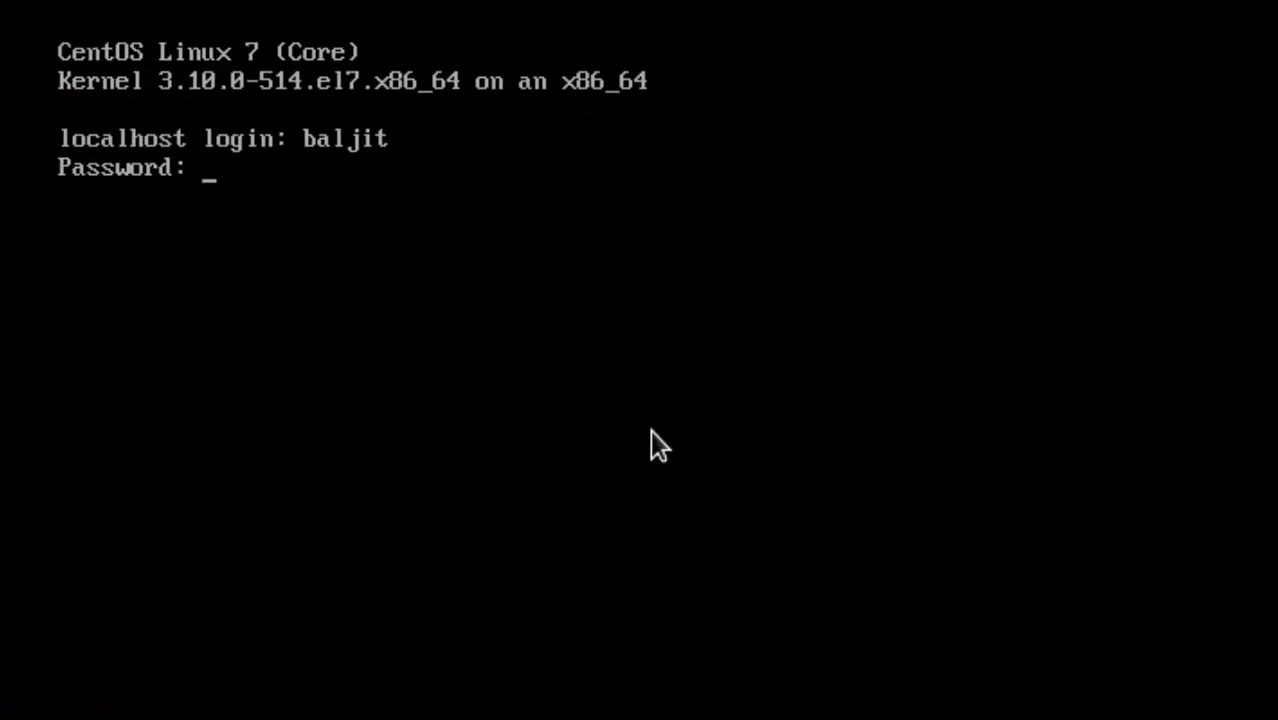 CentOS Linux 7 (Core)
Kernel 3.10.0-514.el7.x86_64 on an x86_64
localhost login: baljit
Password: _